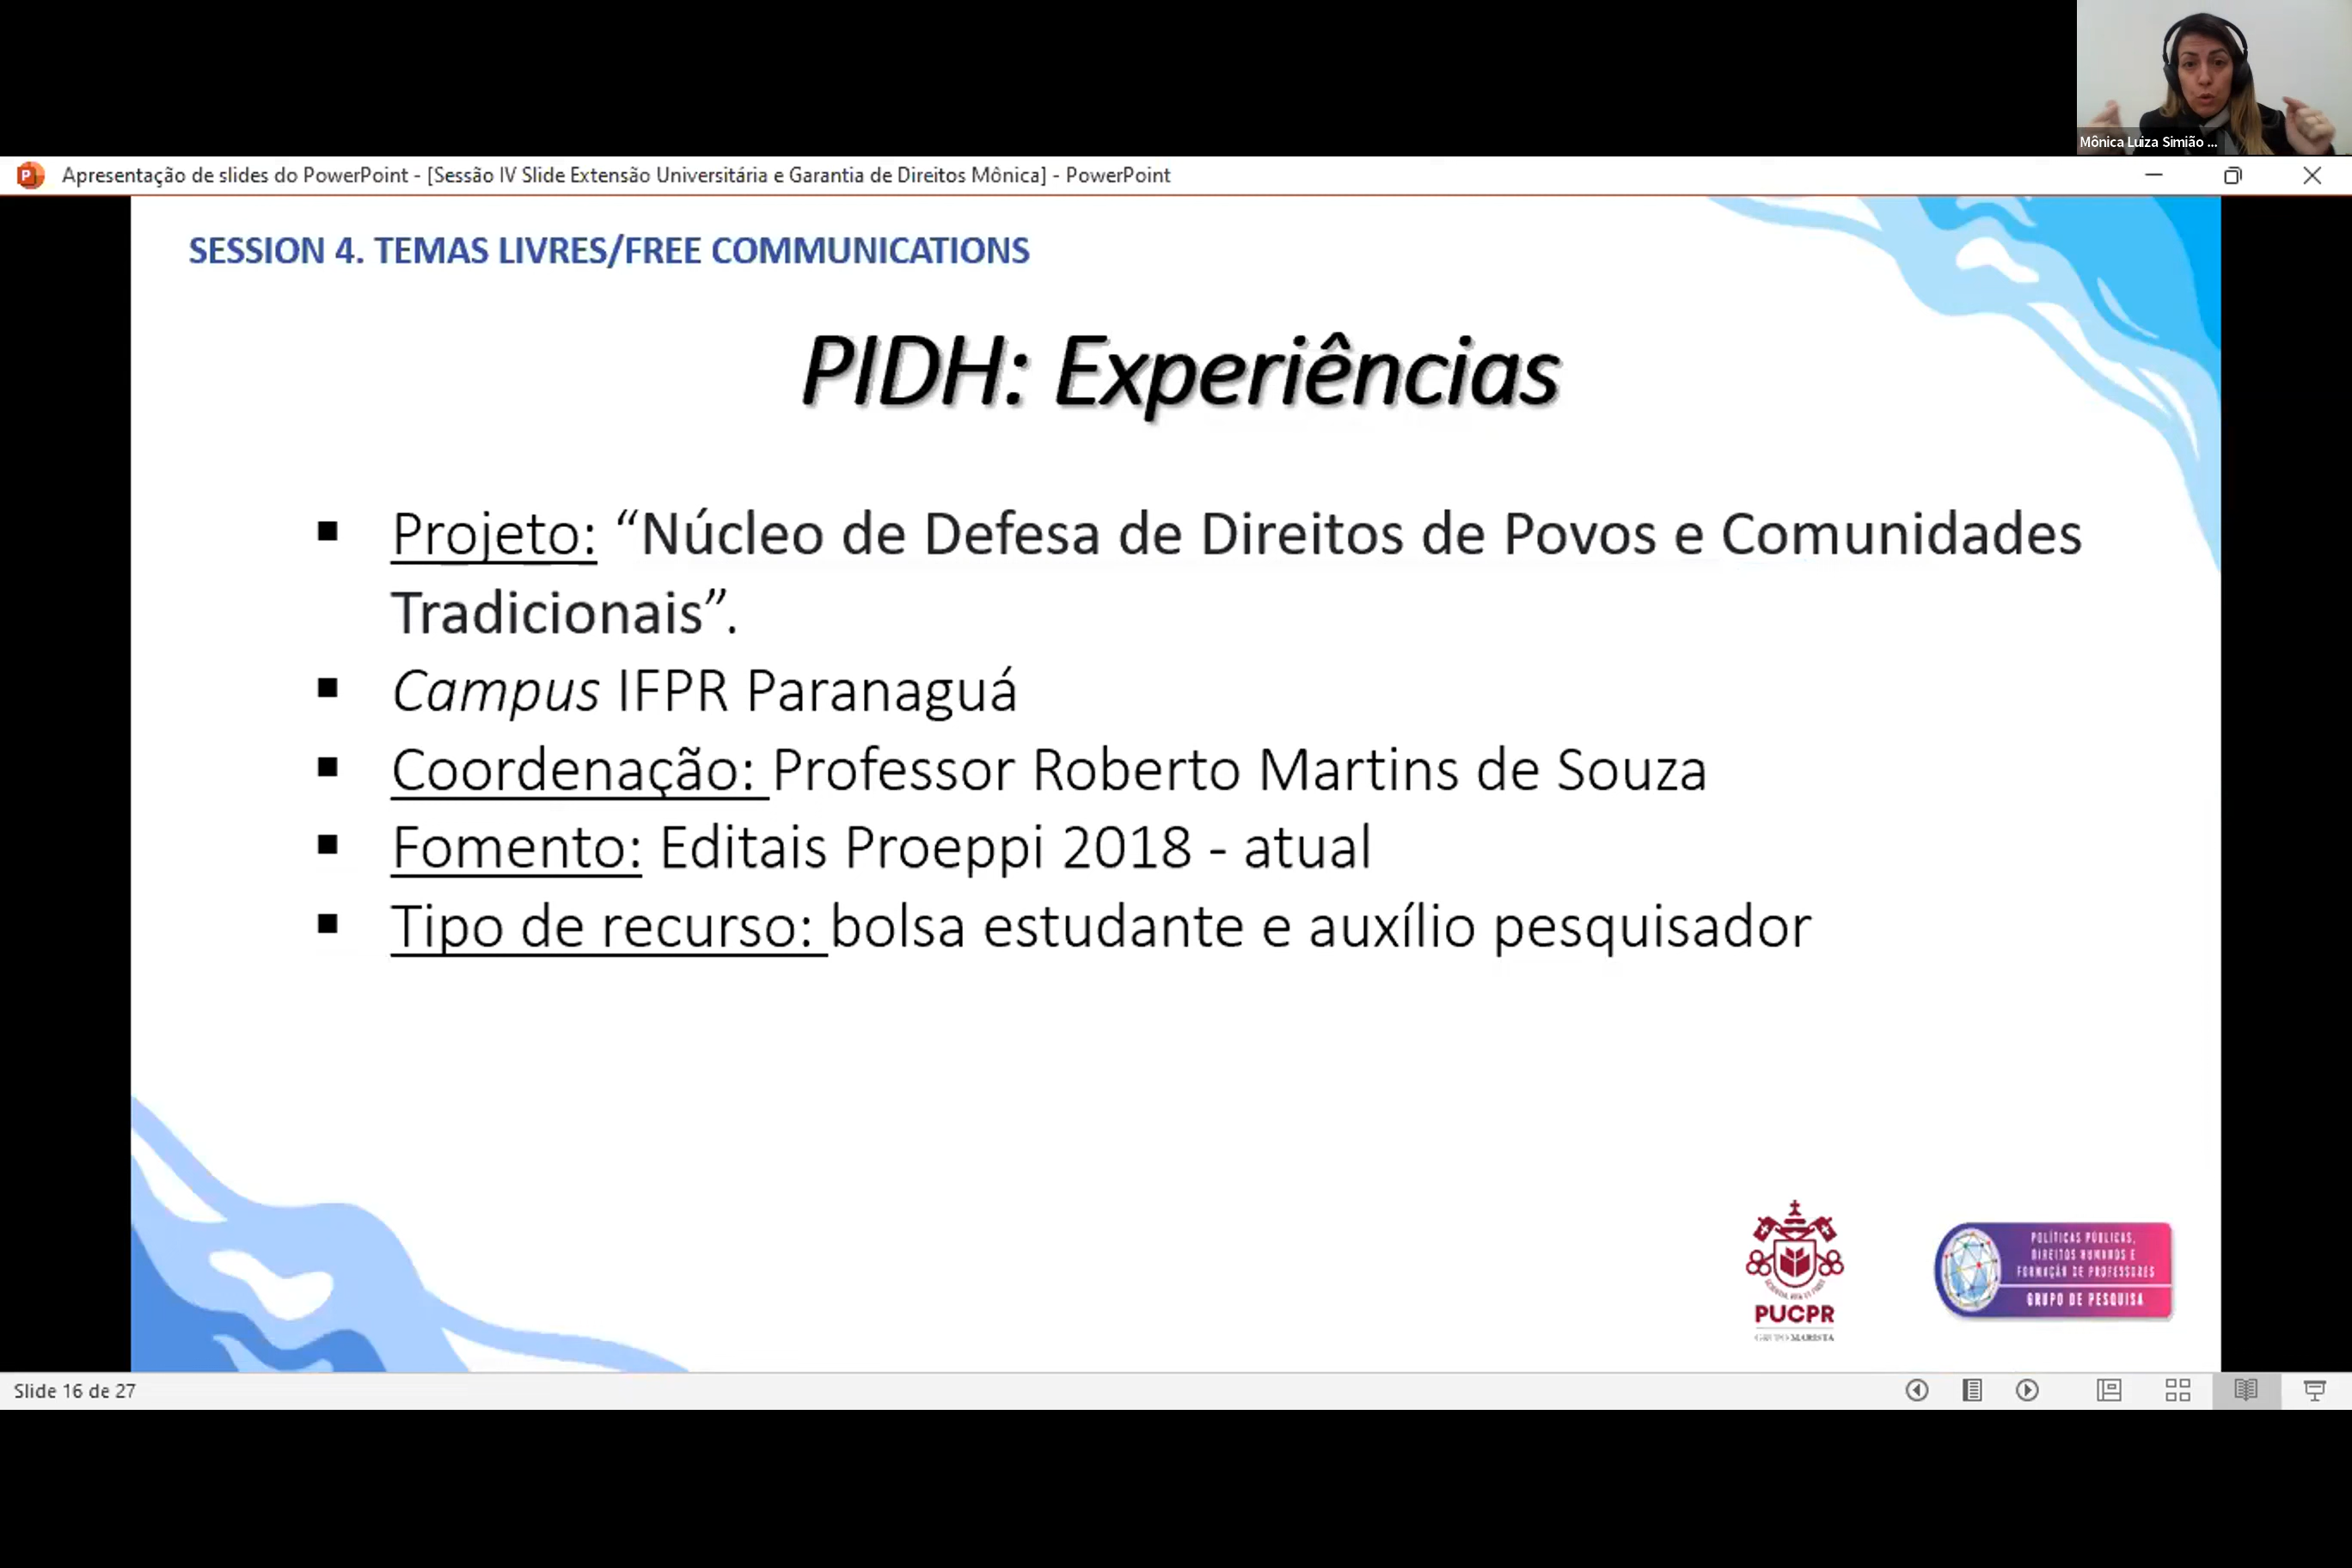 Mônica Luiza Simião ...
Apresentação de slides do PowerPoint - [Sessão IV Slide Extensão Universitária e Garantia de Direitos Mônica] - PowerPoint
SESSION 4. TEMAS LIVRES/FREE COMMUNICATIONS
PIDH: Experiências
▪ Projeto: “Núcleo de Defesa de Direitos de Povos e Comunidades
Tradicionais”.
▪ Campus IFPR Paranaguá
▪ Coordenação: Professor Roberto Martins de Souza
▪ Fomento: Editais Proeppi 2018 - atual
▪ Tipo de recurso: bolsa estudante e auxílio pesquisador
PUCPR
GRUPO MARISTA
POLÍTICAS PÚBLICAS,
DIREITOS HUMANOS E
FORMAÇÃO DE PROFESSORES
GRUPO DE PESQUISA
Slide 16 de 27